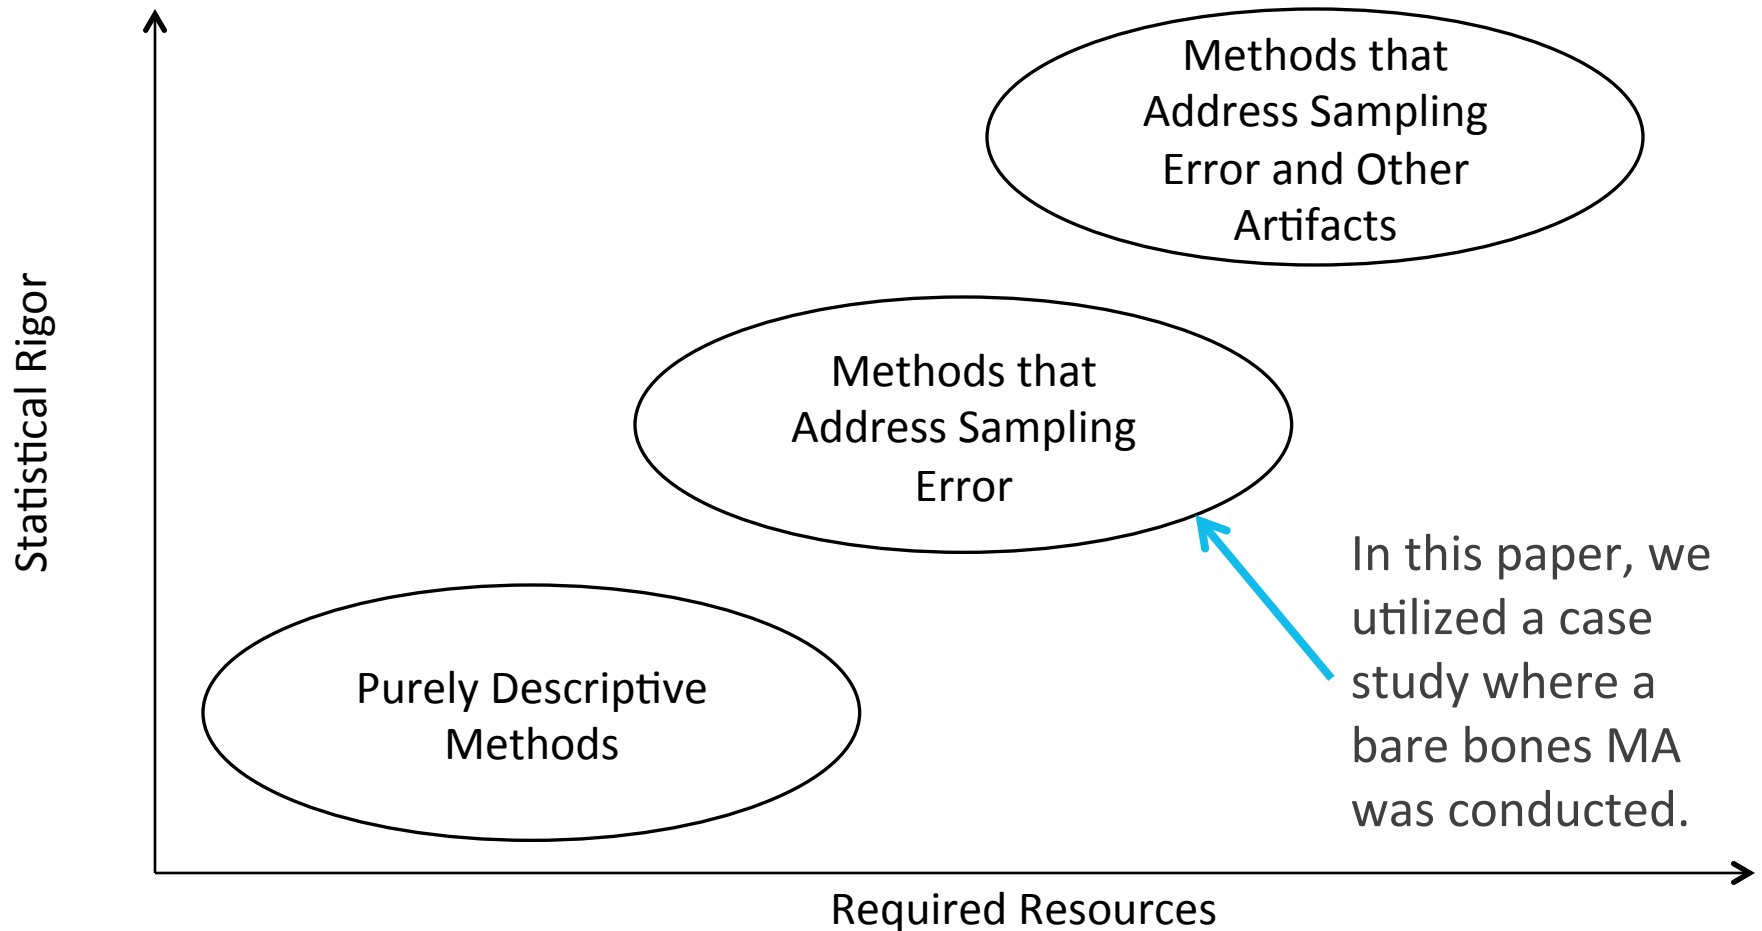 Methods that
Address Sampling
Error and Other
Artifacts
Statistical Rigor
Methods that
Address Sampling
Error
In this paper, we
utilized a case
study where a
bare bones MA
was conducted.
Purely Descriptive
Methods
Required Resources